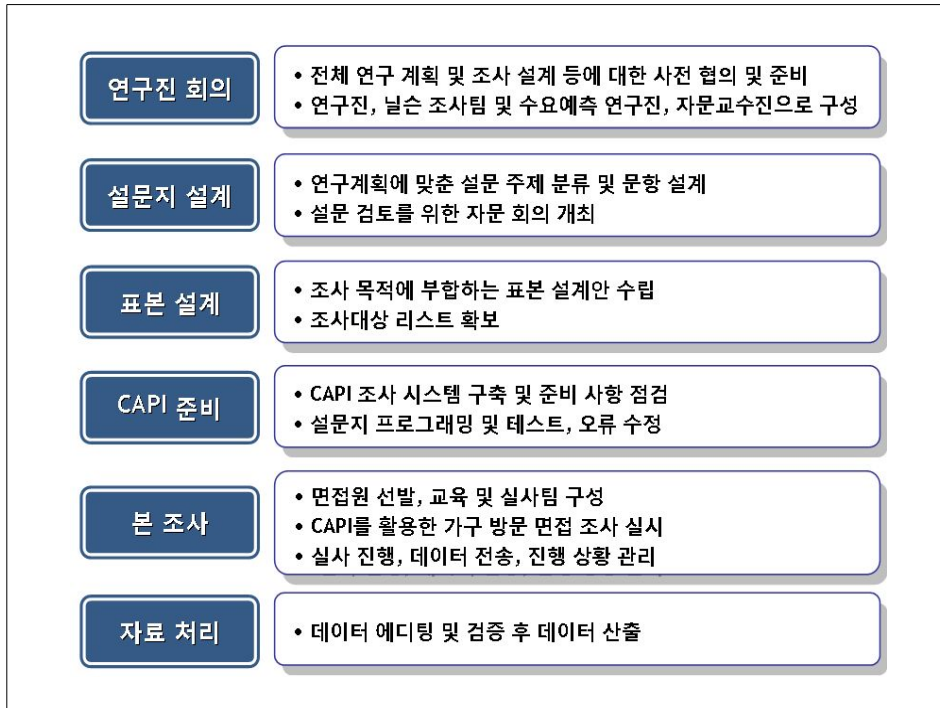 연구진 회의
• 전체 연구 계획 및 조사 설계 등에 대한 사전 협의 및 준비
• 연구진, 닐슨 조사팀 및 수요예측 연구진, 자문교수진으로 구성
설문지 설계
• 연구계획에 맞춘 설문 주제 분류 및 문항 설계
• 설문 검토를 위한 자문 회의 개최
표본 설계
• 조사 목적에 부합하는 표본 설계안 수립
• 조사대상 리스트 확보
CAPI 준비
• CAPI 조사 시스템 구축 및 준비 사항 점검
• 설문지 프로그래밍 및 테스트, 오류 수정
본 조사
• 면접원 선발, 교육 및 실사팀 구성
• CAPI를 활용한 가구 방문 면접 조사 실시
• 실사 진행, 데이터 전송, 진행 상황 관리
자료 처리
• 데이터 에디팅 및 검증 후 데이터 산출